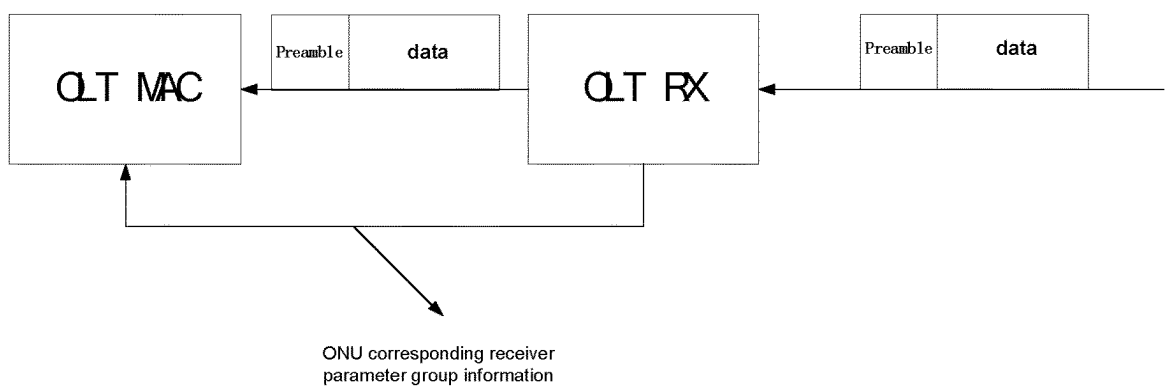 Preamble data
Preamble data
OLT MAC
OLT RX
ONU corresponding receiver
parameter group information